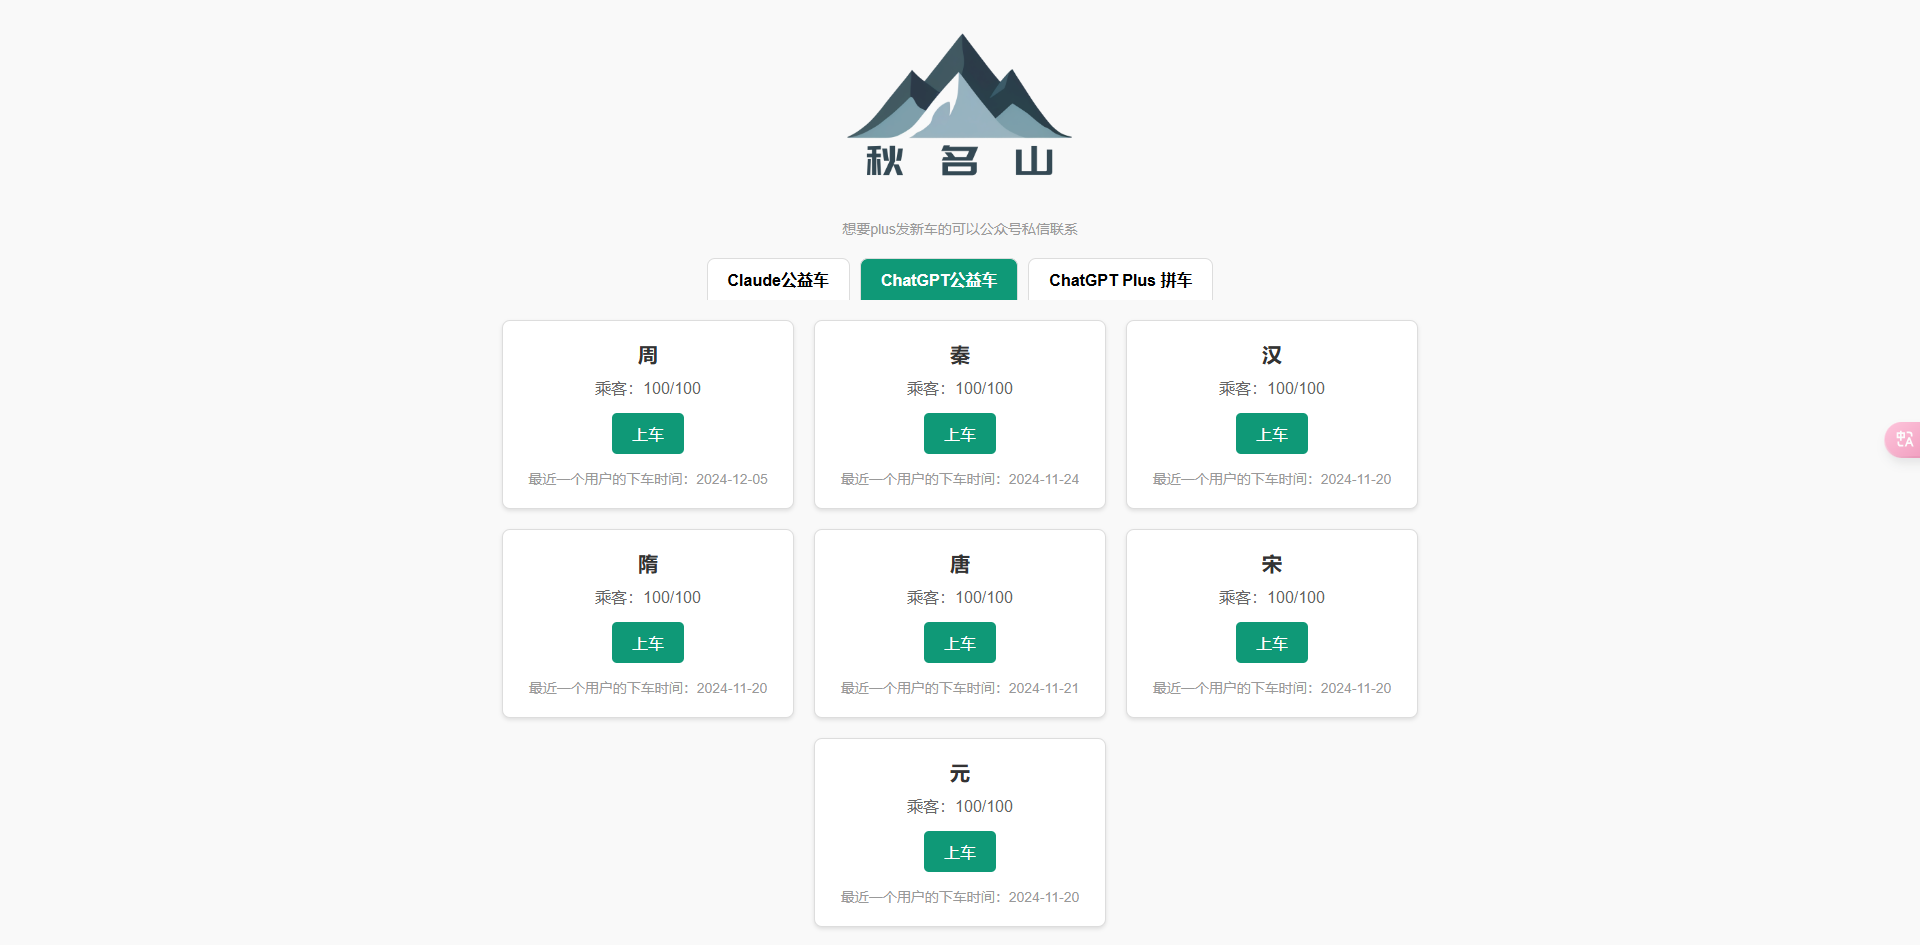 秋名山
想要plus发新车的可以公众号私信联系
Claude公益车
ChatGPT公益车
ChatGPT Plus 拼车
周
乘客：100/100
上车
最近一个用户的下车时间：2024-12-05
秦
乘客：100/100
上车
最近一个用户的下车时间：2024-11-24
汉
乘客：100/100
上车
最近一个用户的下车时间：2024-11-20
隋
乘客：100/100
上车
最近一个用户的下车时间：2024-11-20
唐
乘客：100/100
上车
最近一个用户的下车时间：2024-11-21
宋
乘客：100/100
上车
最近一个用户的下车时间：2024-11-20
元
乘客：100/100
上车
最近一个用户的下车时间：2024-11-20